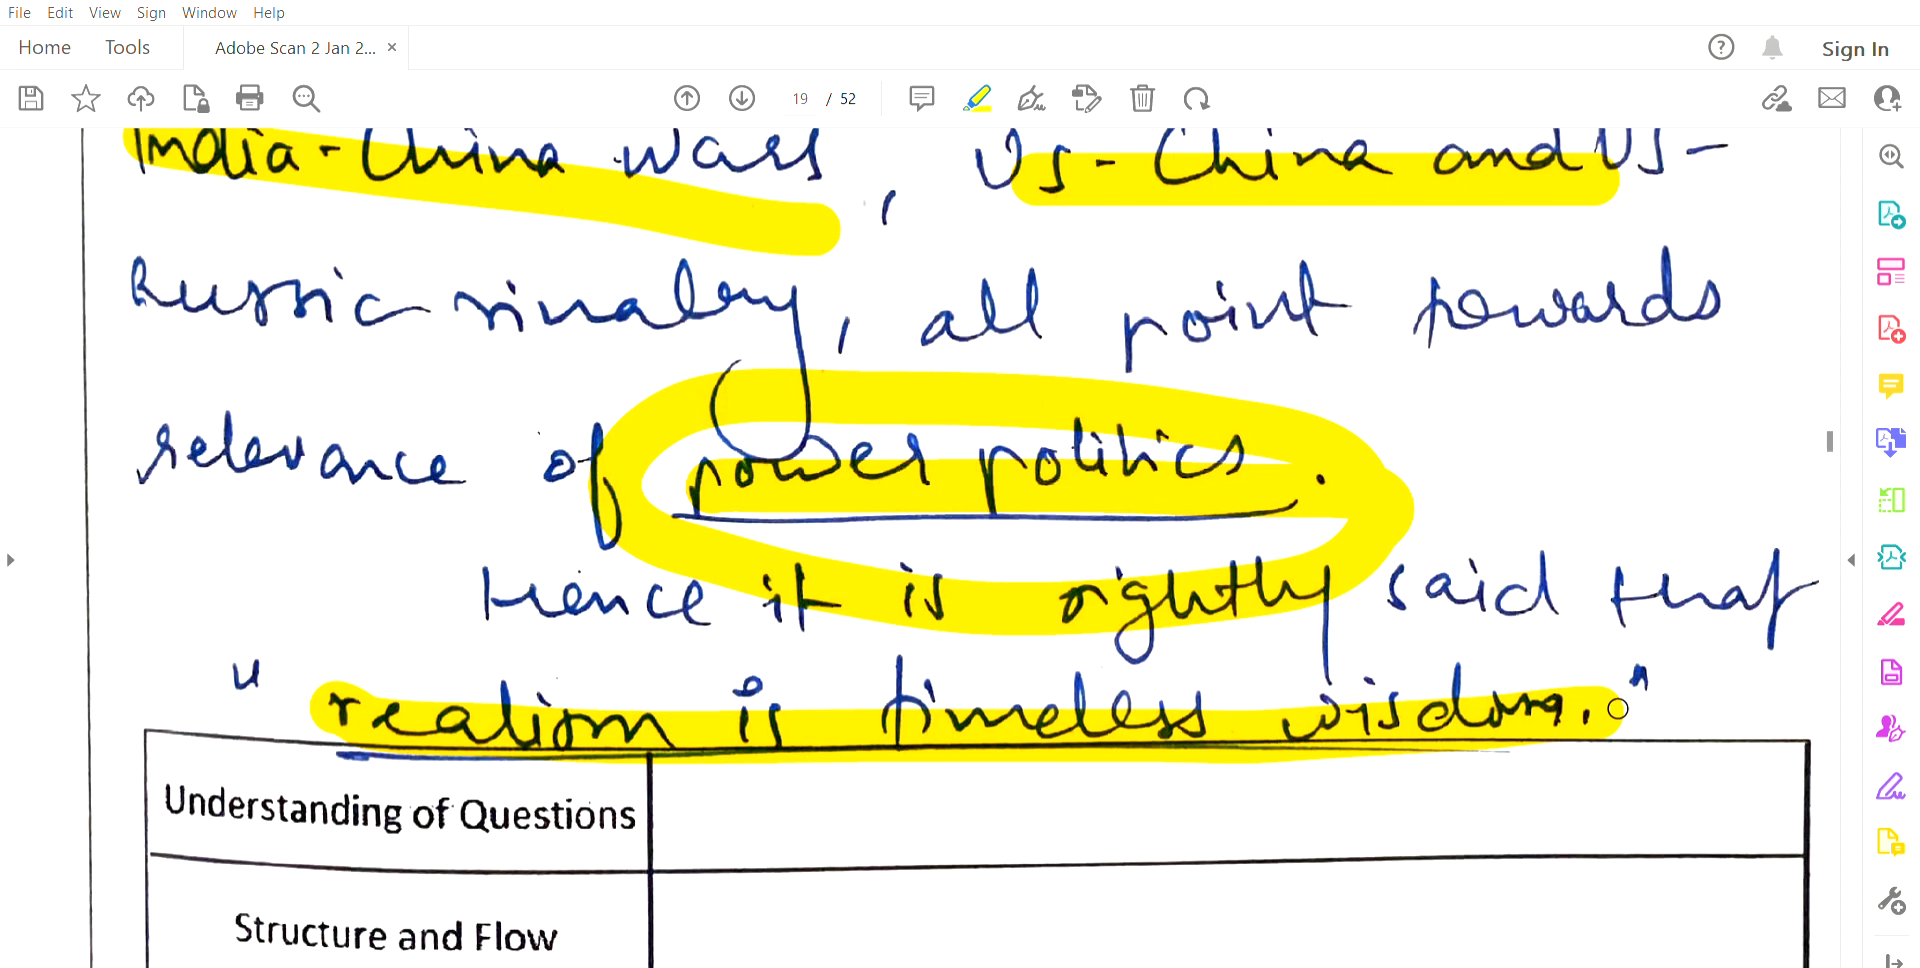 File Edit View Sign Window Help
Home Tools Adobe Scan 2 Jan 2... × ? Sign In
19 / 52
India-China wars, US-China and US-
Russia rivalry, all point towards
relevance of power politics.
Hence it is rightly said that
"realism is timeless wisdom."
Understanding of Questions
Structure and Flow